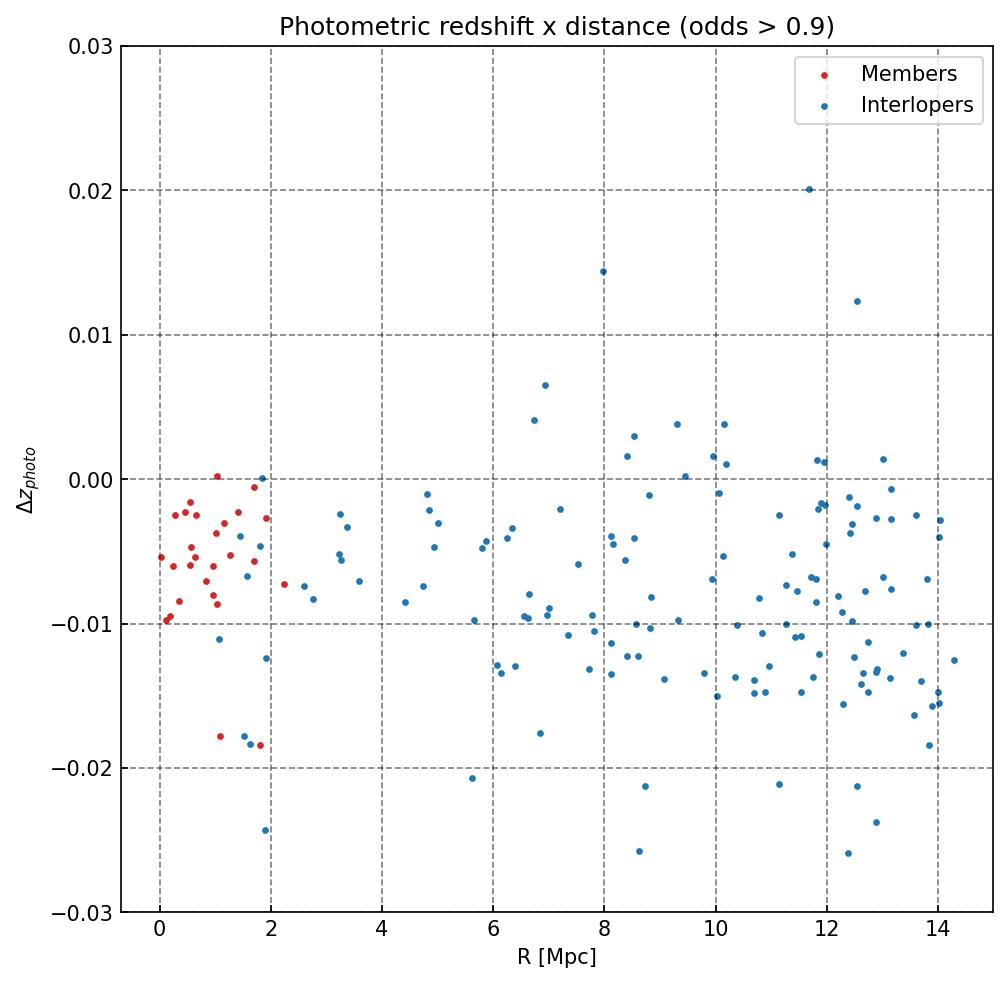 Photometric redshift x distance (odds > 0.9)
Members
Interlopers
0.03
0.02
0.01
0.00
−0.01
−0.02
−0.03
Δz_photo
0 2 4 6 8 10 12 14
R [Mpc]